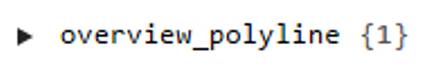 ▶ overview_polyline {1}